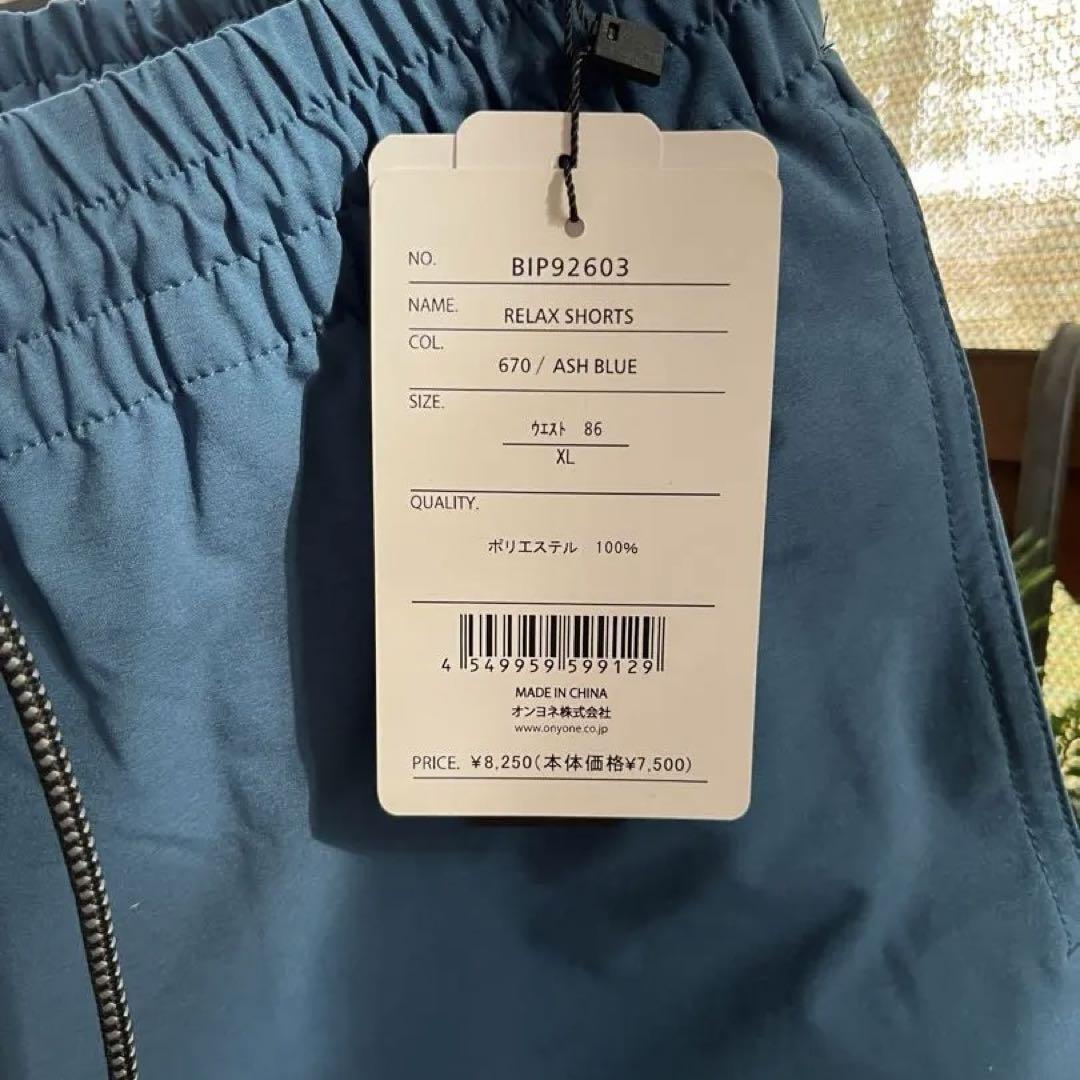 NO. BIP92603
NAME. RELAX SHORTS
COL.
670 / ASH BLUE
SIZE.
ｳｴｽﾄ 86
XL
QUALITY.
ポリエステル 100%
4 549959 599129
MADE IN CHINA
オンヨネ株式会社
www.onyone.co.jp
PRICE. ¥8,250(本体価格¥7,500)